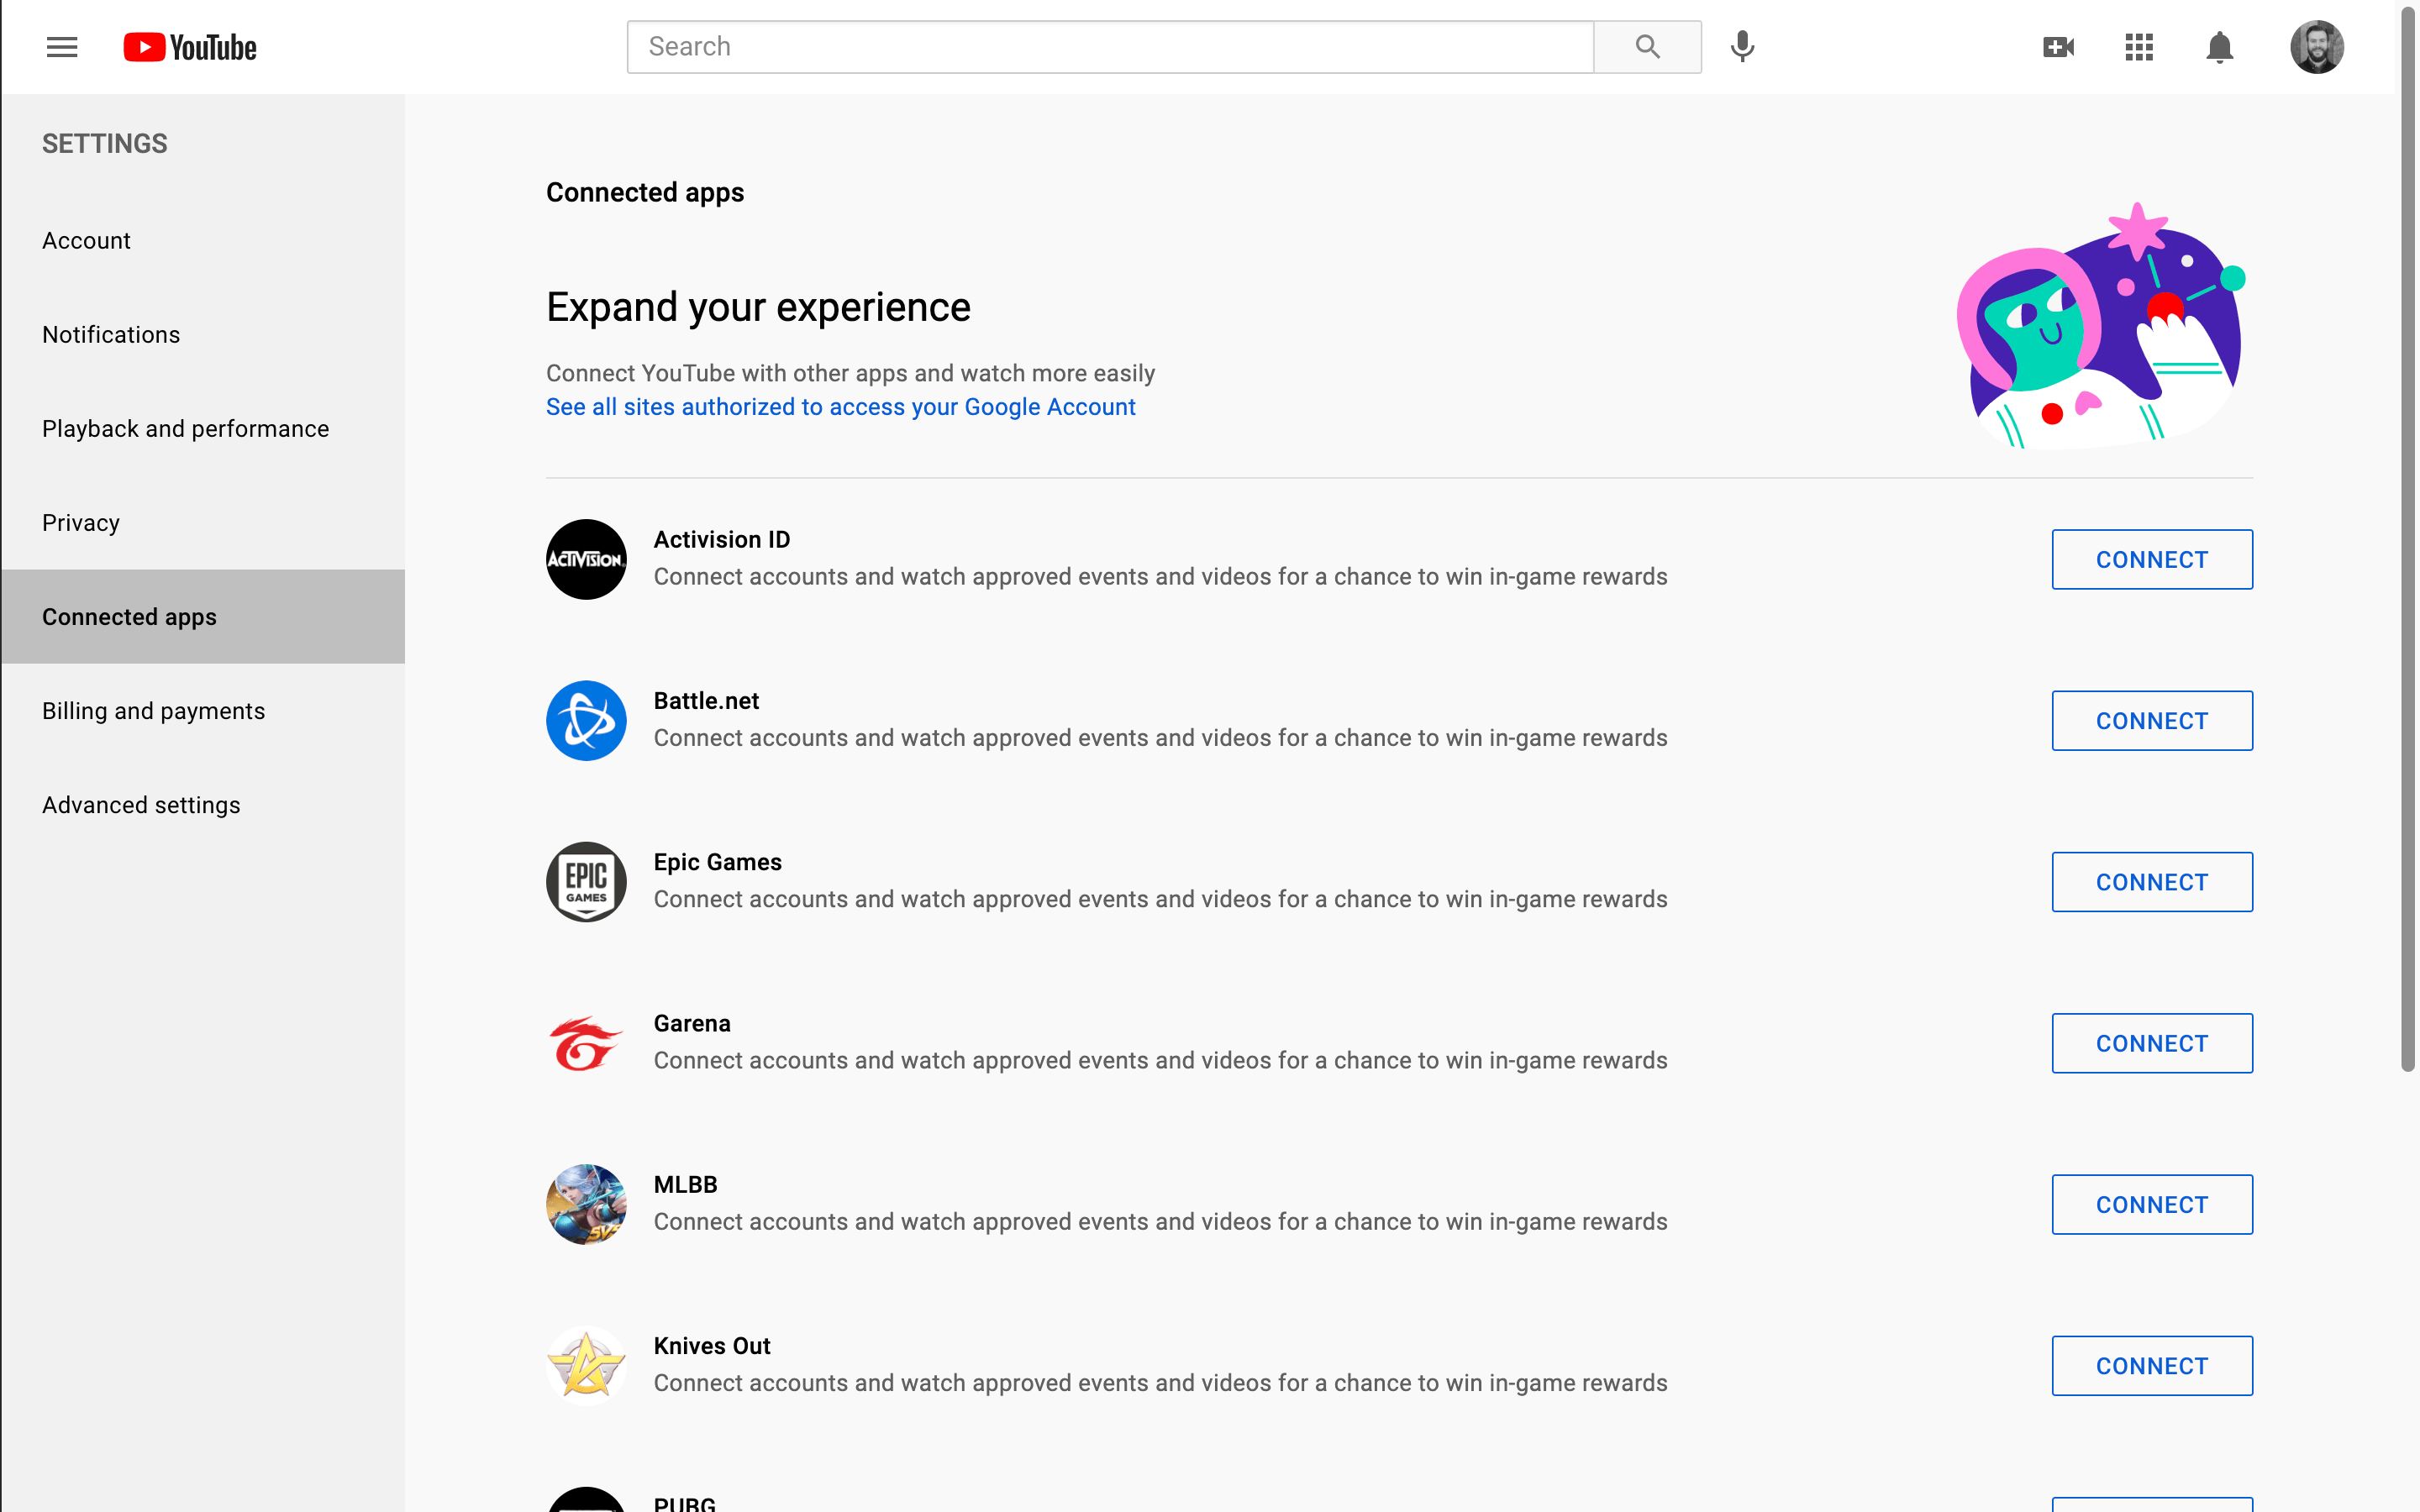 YouTube
Search
SETTINGS
Account
Notifications
Playback and performance
Privacy
Connected apps
Billing and payments
Advanced settings
Connected apps
Expand your experience
Connect YouTube with other apps and watch more easily
See all sites authorized to access your Google Account
ACTIVISION
Activision ID
Connect accounts and watch approved events and videos for a chance to win in-game rewards
CONNECT
Battle.net
Connect accounts and watch approved events and videos for a chance to win in-game rewards
CONNECT
EPIC
GAMES
Epic Games
Connect accounts and watch approved events and videos for a chance to win in-game rewards
CONNECT
Garena
Connect accounts and watch approved events and videos for a chance to win in-game rewards
CONNECT
MLBB
Connect accounts and watch approved events and videos for a chance to win in-game rewards
CONNECT
Knives Out
Connect accounts and watch approved events and videos for a chance to win in-game rewards
CONNECT
PUBG